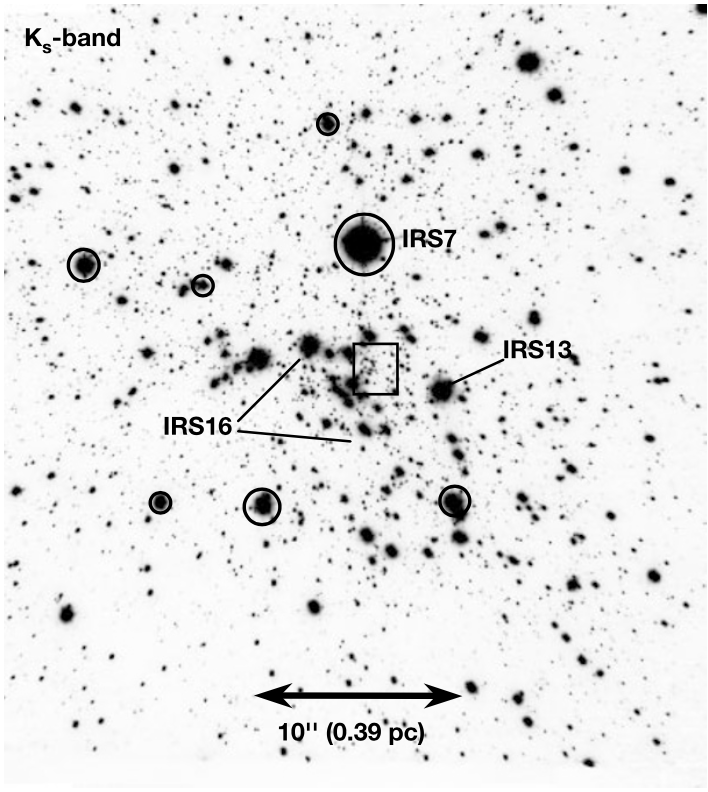 Ks-band
IRS7
IRS13
IRS16
10'' (0.39 pc)